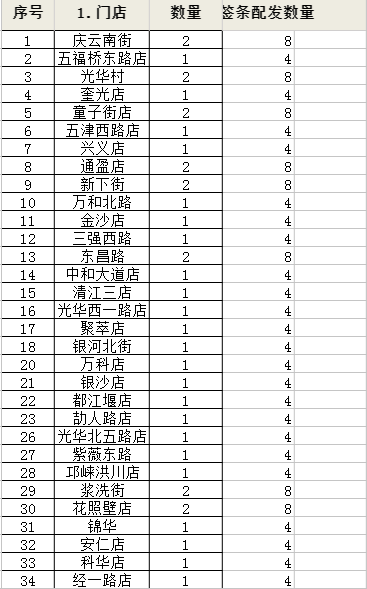 序号 1.门店 数量 签条配发数量
1 庆云南街 2 8
2 五福桥东路店 1 4
3 光华村 2 8
4 奎光店 1 4
5 童子街店 2 8
6 五津西路店 1 4
7 兴义店 1 4
8 通盈店 2 8
9 新下街 2 8
10 万和北路 1 4
11 金沙店 1 4
12 三强西路 1 4
13 东昌路 2 8
14 中和大道店 1 4
15 清江三店 1 4
16 光华西一路店 1 4
17 聚萃店 1 4
18 银河北街 1 4
20 万科店 1 4
21 银沙店 1 4
22 都江堰店 1 4
23 劼人路店 1 4
26 光华北五路店 1 4
27 紫薇东路 1 4
28 邛崃洪川店 1 4
29 浆洗街 2 8
30 花照壁店 2 8
31 锦华 1 4
32 安仁店 1 4
33 科华店 1 4
34 经一路店 1 4